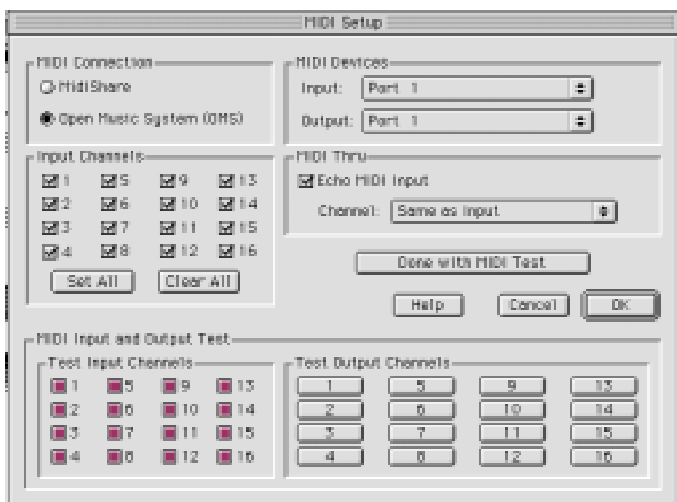 MIDI Setup
MIDI Connection
MidiShare
Open Music System (OMS)
MIDI Devices
Input: Port 1
Output: Port 1
Input Channels
1 5 9 13
2 6 10 14
3 7 11 15
4 8 12 16
Set All Clear All
MIDI Thru
Echo MIDI input
Channel: Same as input
Done with MIDI Test
Help Cancel OK
MIDI Input and Output Test
Test Input Channels
1 5 9 13
2 6 10 14
3 7 11 15
4 8 12 16
Test Output Channels
1 5 9 13
2 6 10 14
3 7 11 15
4 8 12 16